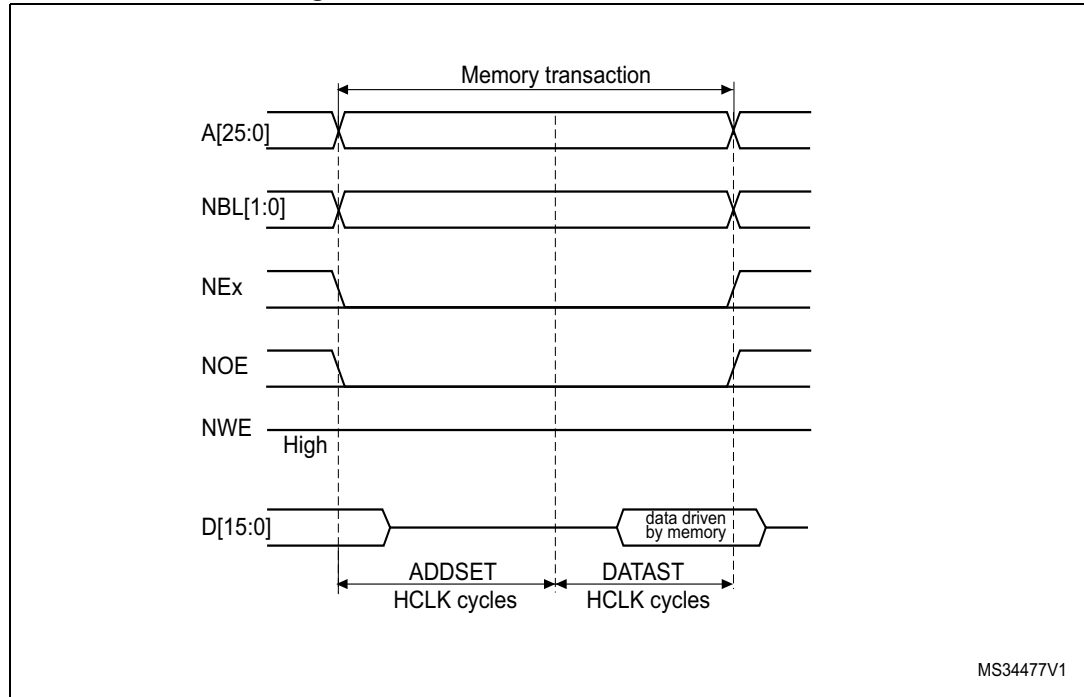 Memory transaction
A[25:0]
NBL[1:0]
NEx
NOE
NWE
High
D[15:0]
data driven
by memory
ADDSET
HCLK cycles
DATAST
HCLK cycles
MS34477V1